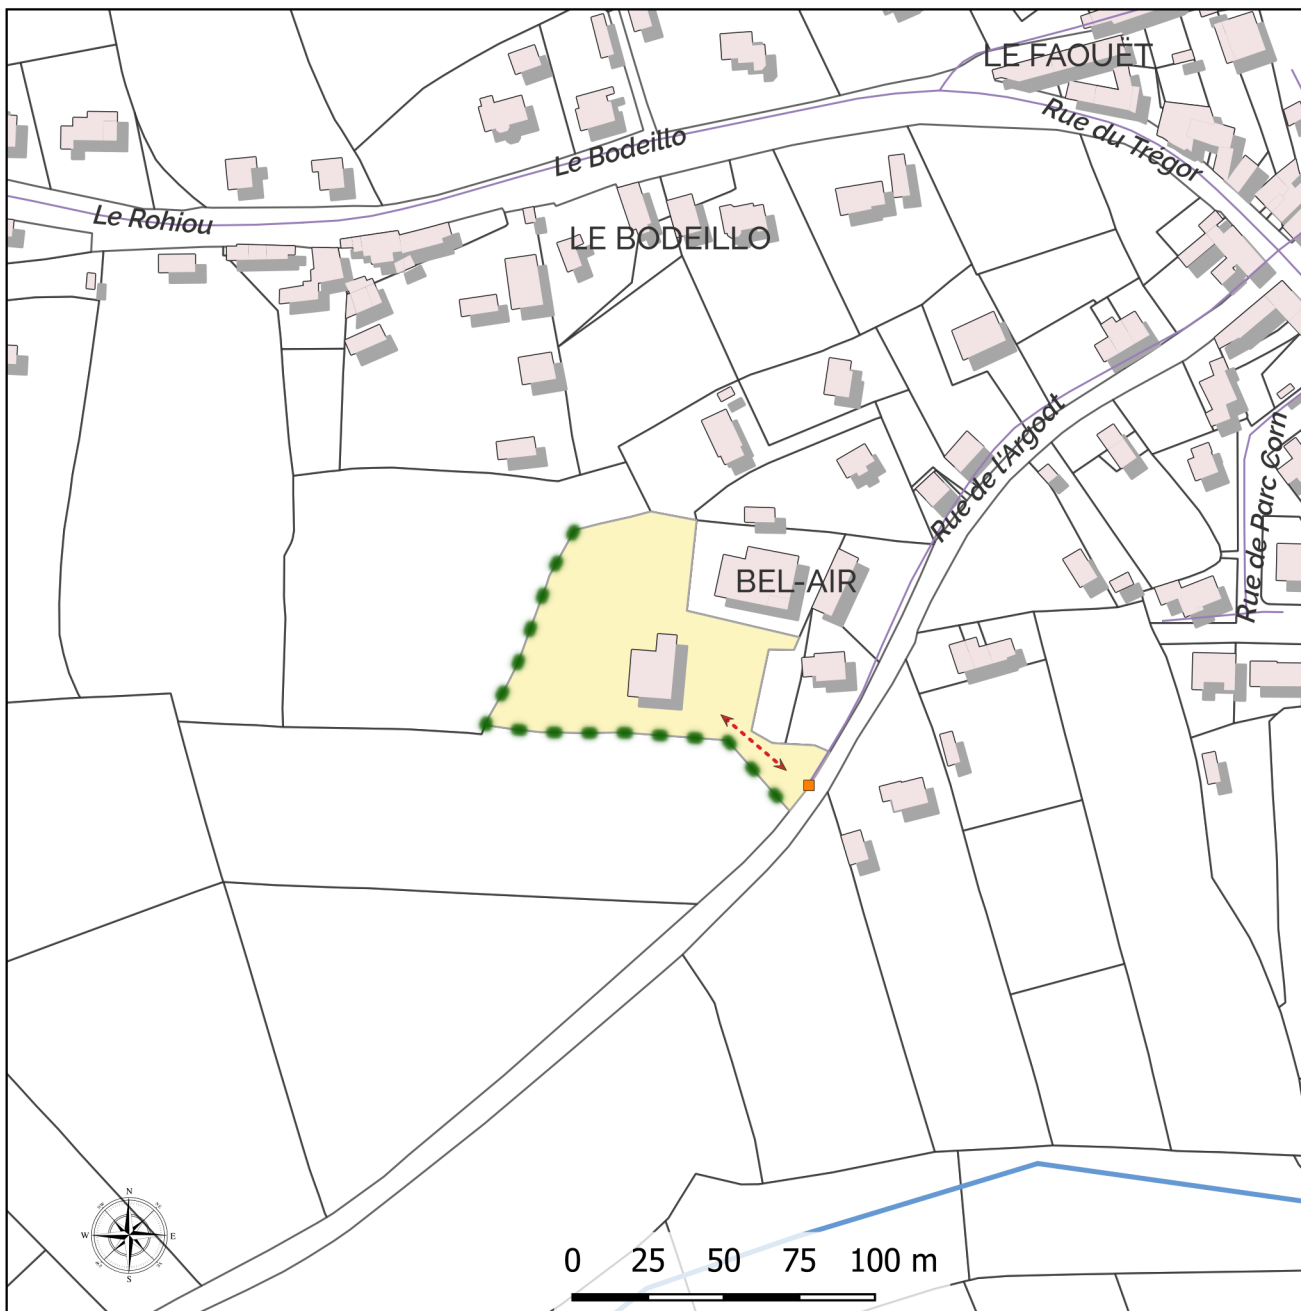 LE FAOUËT
Rue du Trégor
Le Bodeillo
Le Rohiou
LE BODEILLO
Rue de l'Argoat
Rue de Parc Corn
BEL-AIR
N
W E
S
0 25 50 75 100 m